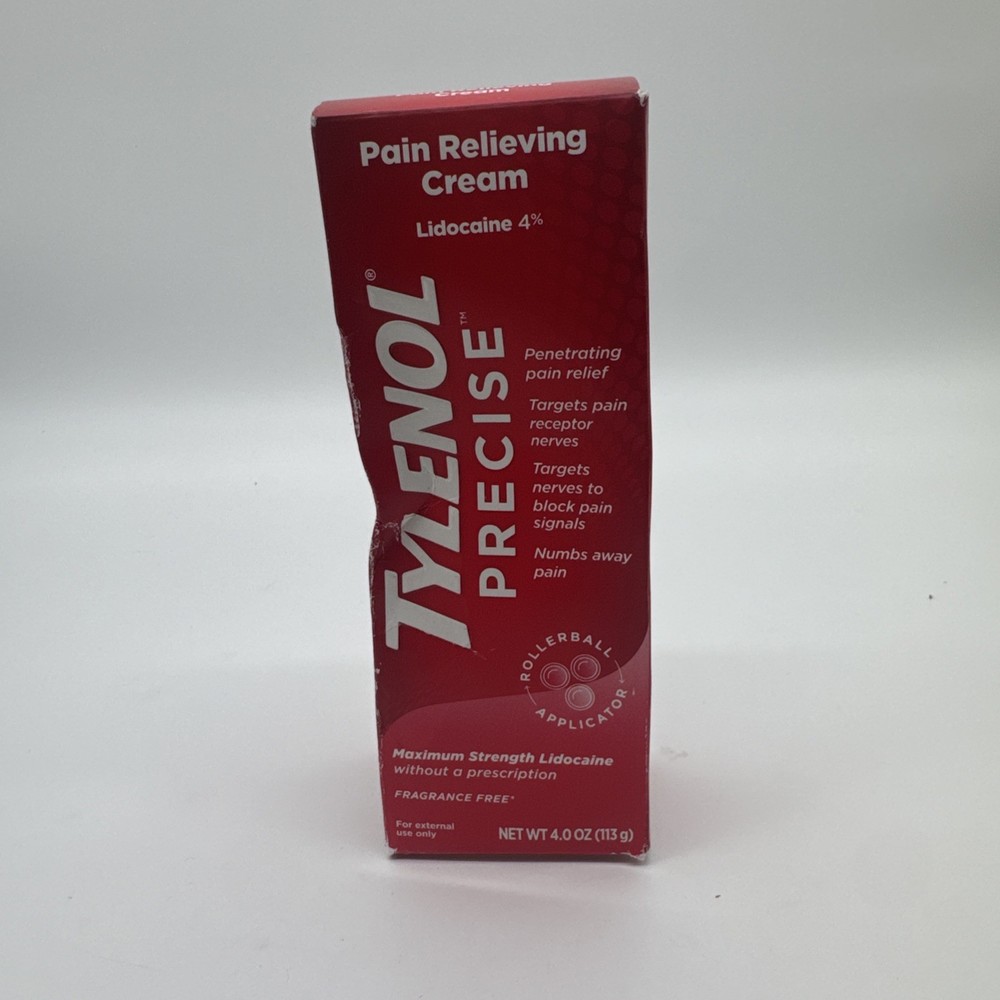 Cream
Pain Relieving
Cream
Lidocaine 4%
TYLENOL®
PRECISE™
Penetrating
pain relief
Targets pain
receptor
nerves
Targets
nerves to
block pain
signals
Numbs away
pain
ROLLERBALL
APPLICATOR
Maximum Strength Lidocaine
without a prescription
FRAGRANCE FREE*
For external
use only
NET WT 4.0 OZ (113 g)